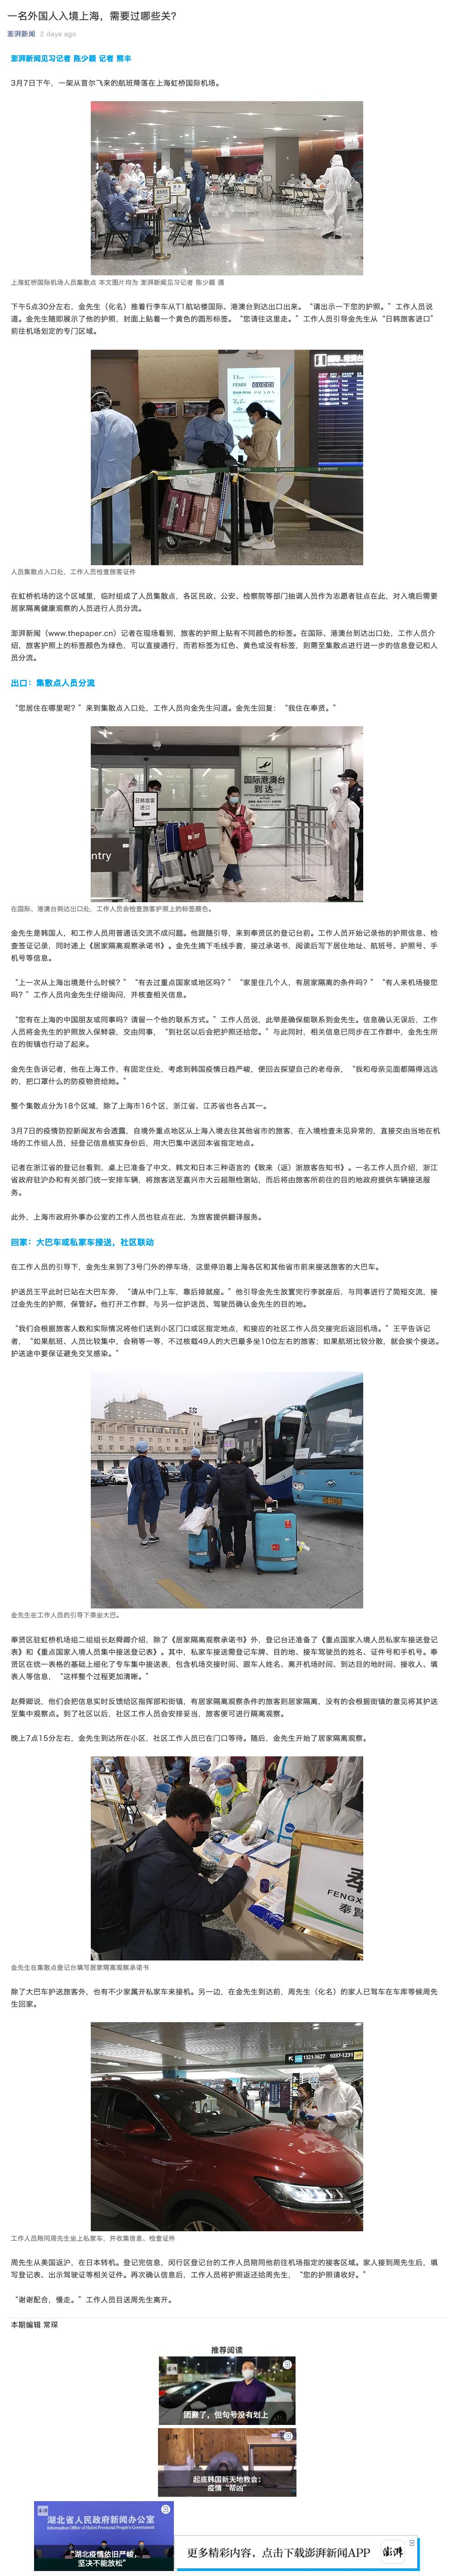 一名外国人入境上海，需要过哪些关？
澎湃新闻 2 days ago
澎湃新闻见习记者 陈少颖 记者 熊丰
3月7日下午，一架从首尔飞来的航班降落在上海虹桥国际机场。
上海虹桥国际机场人员集散点 本文图片均为 澎湃新闻见习记者 陈少颖 摄
下午5点30分左右，金先生（化名）推着行李车从T1航站楼国际、港澳台到达出口出来。“请出示一下您的护照。”工作人员说
道。金先生随即展示了他的护照，封面上贴着一个黄色的圆形标签。“您请往这里走。”工作人员引导金先生从“日韩旅客进口”
前往机场划定的专门区域。
Dior
FENDI
GUCCI
人员集散点入口处，工作人员检查旅客证件
在虹桥机场的这个区域里，临时组成了人员集散点，各区民政、公安、检察院等部门抽调人员作为志愿者驻点在此，对入境后需要
居家隔离健康观察的人员进行人员分流。
澎湃新闻（www.thepaper.cn）记者在现场看到，旅客的护照上贴有不同颜色的标签。在国际、港澳台到达出口处，工作人员介
绍，旅客护照上的标签颜色为绿色，可以直接通行，而若标签为红色、黄色或没有标签，则需至集散点进行进一步的信息登记和人
员分流。
出口：集散点人员分流
“您居住在哪里呢？”来到集散点入口处，工作人员向金先生问道。金先生回复：“我住在奉贤。”
国际港澳台
到达
日韩旅客
进口
ntry
在国际、港澳台到达出口处，工作人员会检查旅客护照上的标签颜色。
金先生是韩国人，和工作人员用普通话交流不成问题。他跟随引导，来到奉贤区的登记台前。工作人员开始记录他的护照信息、检
查签证记录，同时递上《居家隔离观察承诺书》。金先生摘下毛线手套，接过承诺书，阅读后写下居住地址、航班号、护照号、手
机号等信息。
“上一次从上海出境是什么时候？”“有去过重点国家或地区吗？”“家里住几个人，有居家隔离的条件吗？”“有人来机场接您
吗？”工作人员向金先生仔细询问，并核查相关信息。
“您有在上海的中国朋友或同事吗？请留一个他的联系方式。”工作人员说，此举是确保能联系到金先生。信息确认无误后，工作
人员将金先生的护照放入保鲜袋，交由同事，“到社区以后会把护照还给您。”与此同时，相关信息已同步在工作群中，金先生所
在的街镇也行动了起来。
金先生告诉记者，他在上海工作，有固定住处，考虑到韩国疫情日趋严峻，便回去探望自己的老母亲，“我和母亲见面都隔得远远
的，把口罩什么的防疫物资给她。”
整个集散点分为18个区域，除了上海市16个区，浙江省、江苏省也各占其一。
3月7日的疫情防控新闻发布会透露，自境外重点地区从上海入境去往其他省市的旅客，在入境检查未见异常的，直接交由当地在机
场的工作组人员，经登记信息核实身份后，用大巴集中送回本省指定地点。
记者在浙江省的登记台看到，桌上已准备了中文、韩文和日本三种语言的《致来（返）浙旅客告知书》。一名工作人员介绍，浙江省
政府驻沪办和有关部门统一安排车辆，将旅客送至嘉兴市大云超限检测站，而后将由旅客所前往的目的地政府提供车辆接送服
务。
此外，上海市政府外事办公室的工作人员也驻点在此，为旅客提供翻译服务。
回家：大巴车或私家车接送，社区联动
在工作人员的引导下，金先生来到了3号门外的停车场，这里停泊着上海各区和其他省市前来接送旅客的大巴车。
护送员王平此时已站在大巴车旁，“请从中门上车，靠后排就座。”他引导金先生放置完行李就座后，与同事进行了简短交流，接
过金先生的护照，保管好。他打开工作群，与另一位护送员、驾驶员确认金先生的目的地。
“我们会根据旅客人数和实际情况将他们送到小区门口或区指定地点，和接应的社区工作人员交接完后返回机场。”王平告诉记
者，“如果航班、人员比较集中，会稍等一等，不过核载49人的大巴最多坐10位左右的旅客；如果航班比较分散，就会挨个接送。
护送途中要保证避免交叉感染。”
金先生在工作人员的引导下乘坐大巴。
奉贤区驻虹桥机场组二组组长赵舜卿介绍，除了《居家隔离观察承诺书》外，登记台还准备了《重点国家入境人员私家车接送登记
表》和《重点国家入境人员集中接送登记表》。其中，私家车接送需登记车牌、目的地、接车驾驶员的姓名、证件号和手机号。奉
贤区在统一表格的基础上细化了专车集中接送表，包含机场交接时间、跟车人姓名、离开机场时间、到达目的地时间、接收人、填
表人等信息，“这样整个过程更加清晰。”
赵舜卿说，他们会把信息实时反馈给区指挥部和街镇，有居家隔离观察条件的旅客则居家隔离，没有的会根据街镇的意见将其护送
至集中观察点。到了社区以后，社区工作人员会安排妥当，旅客便可进行隔离观察。
晚上7点15分左右，金先生到达所在小区，社区工作人员已在门口等待。随后，金先生开始了居家隔离观察。
奉
FENGX
奉賢
金先生在集散点登记台填写居家隔离观察承诺书
除了大巴车护送旅客外，也有不少家属开私家车来接机。另一边，在金先生到达前，周先生（化名）的家人已驾车在车库等候周先
生回家。
1321-1627
1037-1231
工作人员陪同周先生坐上私家车，并收集信息、检查证件
周先生从美国返沪，在日本转机。登记完信息，闵行区登记台的工作人员陪同他前往机场指定的接客区域。家人接到周先生后，填
写登记表、出示驾驶证等相关证件。再次确认信息后，工作人员将护照返还给周先生，“您的护照请收好。”
“谢谢配合，慢走。”工作人员目送周先生离开。
本期编辑 常琛
推荐阅读
澎湃
团聚了，但句号没有划上
起底韩国新天地教会：
疫情“帮凶”
湖北省人民政府新闻办公室
Information Office of Hubei Provincial People's Government
“湖北疫情依旧严峻，
坚决不能放松”
更多精彩内容，点击下载澎湃新闻APP
澎湃